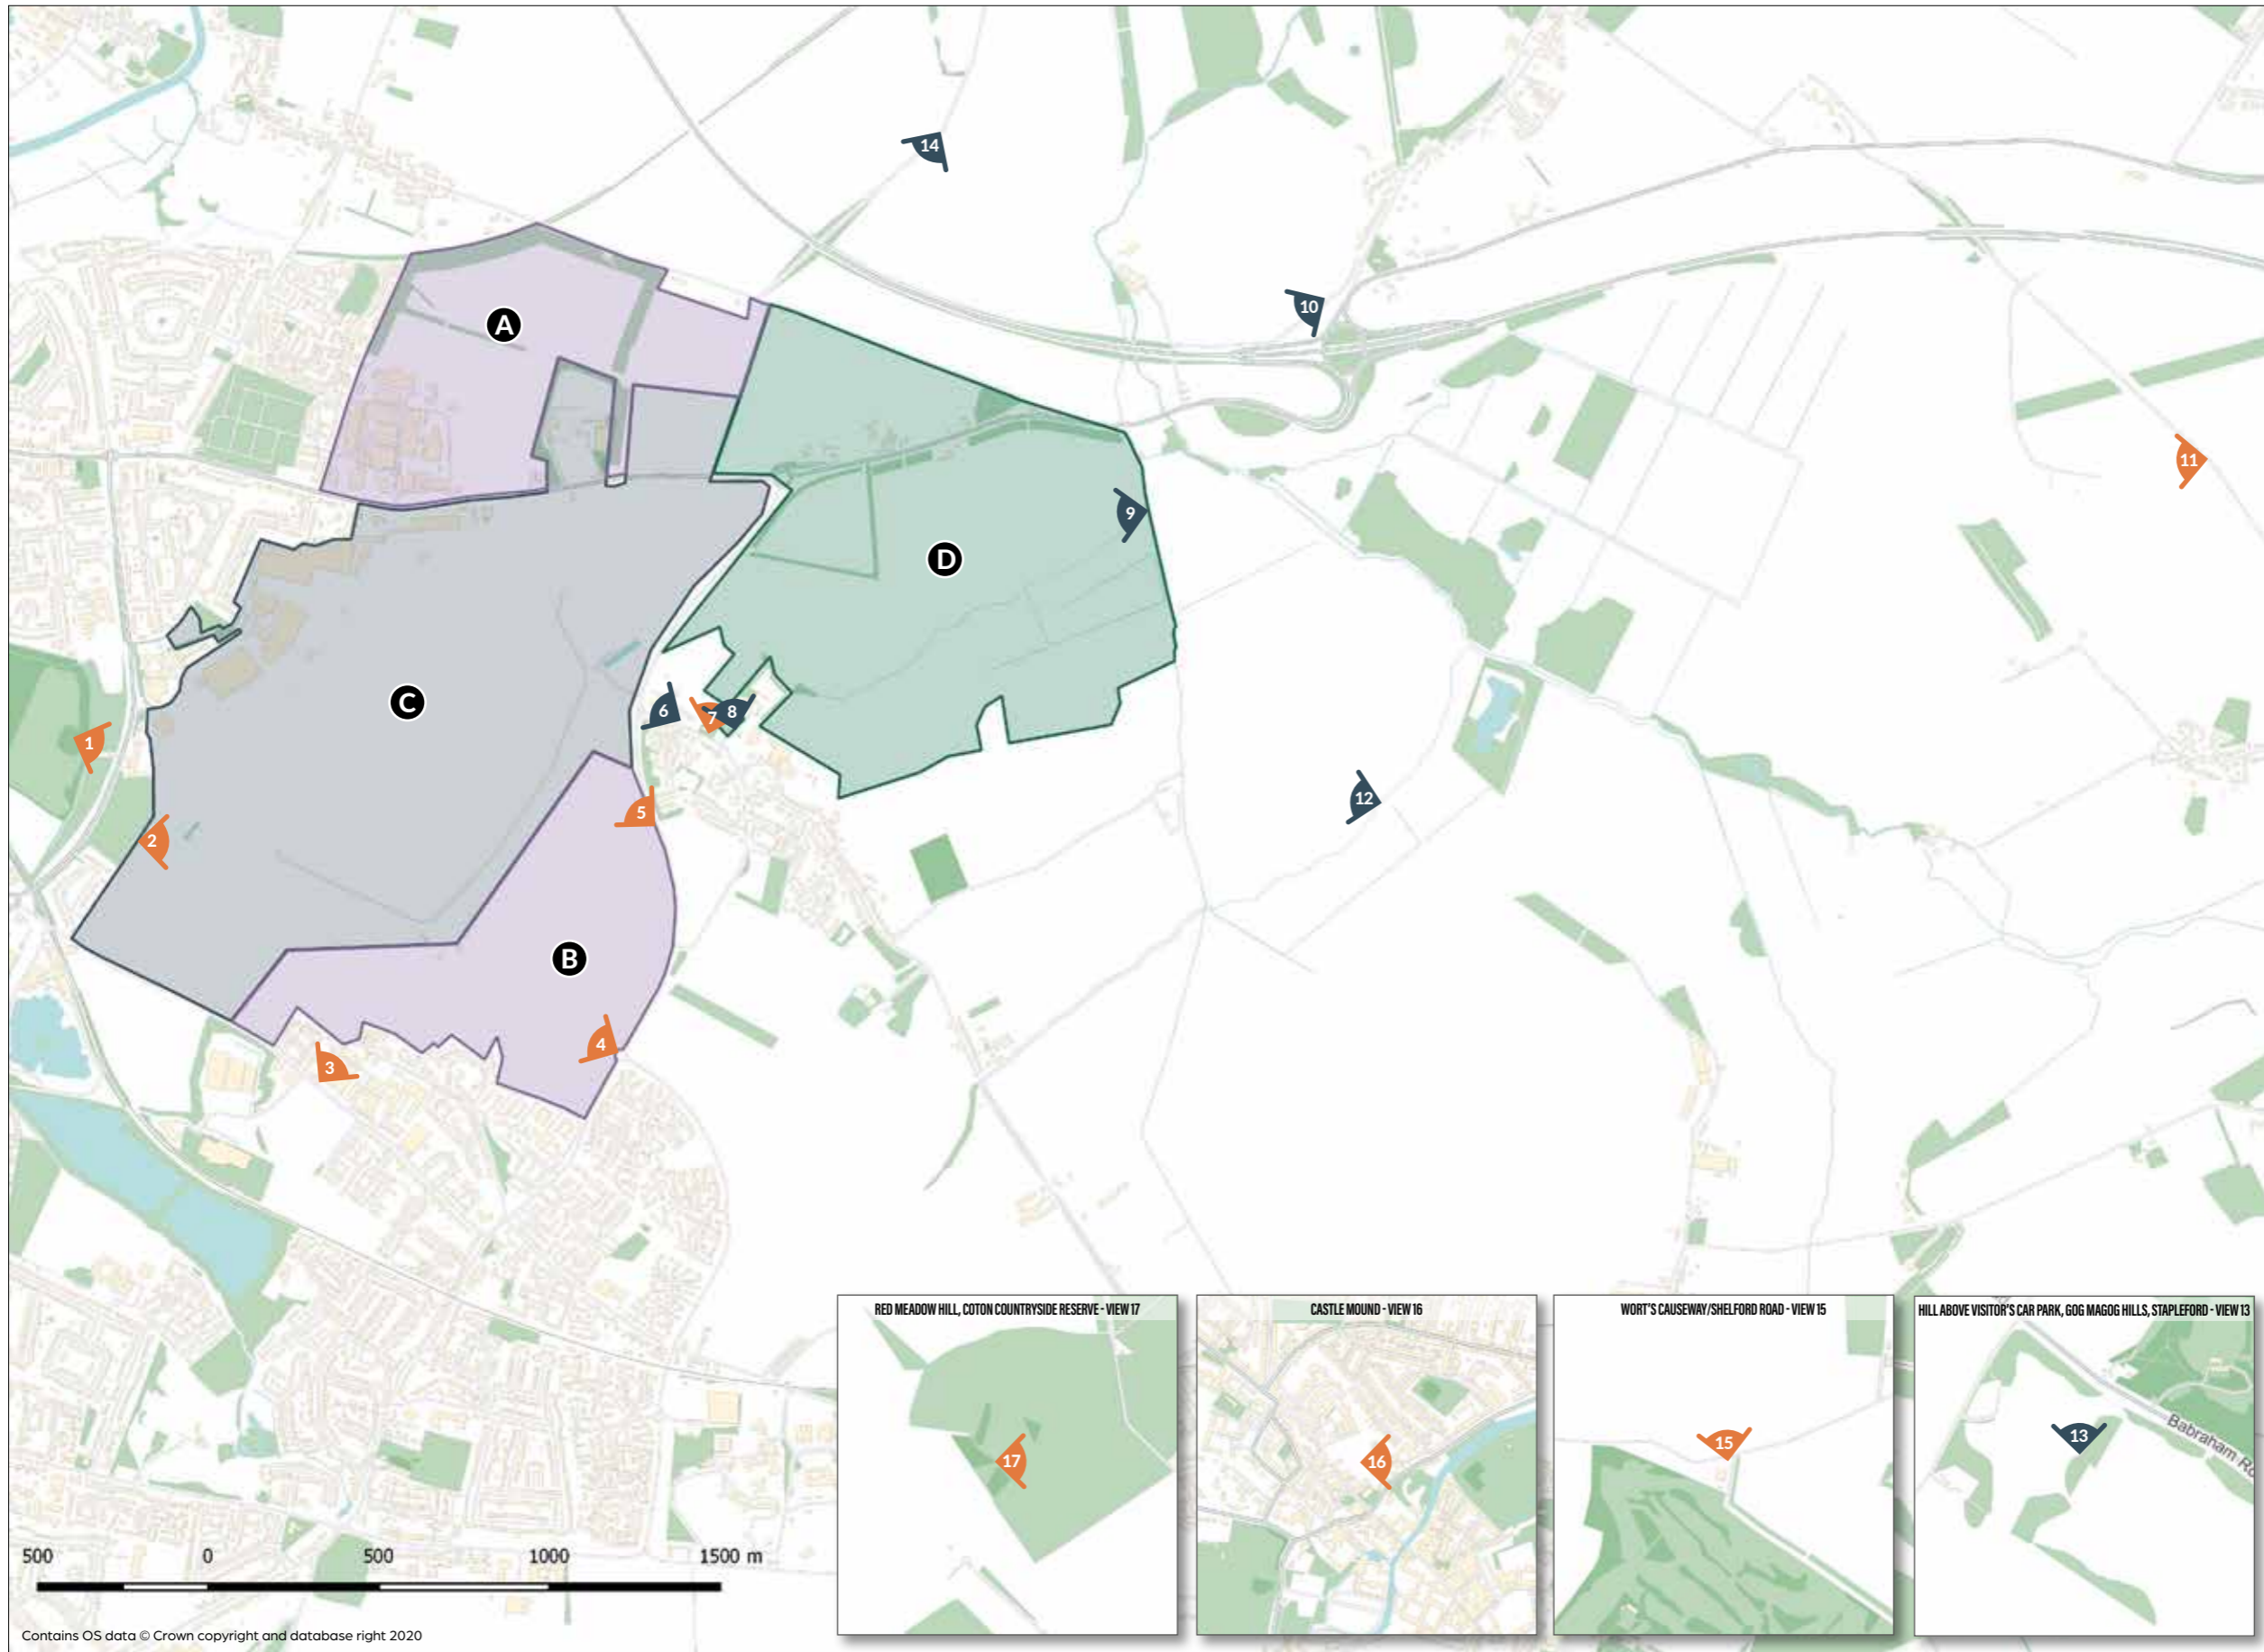 14
10
A
11
9
D
6
7
8
C
1
12
5
2
B
4
3
RED MEADOW HILL, COTON COUNTRYSIDE RESERVE - VIEW 17
17
CASTLE MOUND - VIEW 16
16
WORT'S CAUSEWAY/SHELFORD ROAD - VIEW 15
15
HILL ABOVE VISITOR'S CAR PARK, GOG MAGOG HILLS, STAPLEFORD - VIEW 13
13
Babraham
500 0 500 1000 1500 m
Contains OS data © Crown copyright and database right 2020